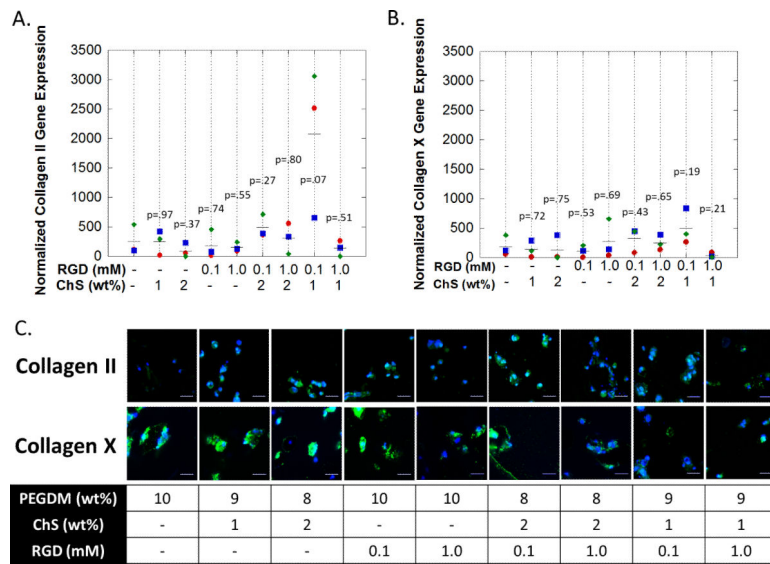 A.
Normalized Collagen II Gene Expression
3500
3000
2500
2000
1500
1000
500
0
p=.97
p=.37
p=.74
p=.55
p=.27
p=.80
p=.07
p=.51
RGD (mM) - - - 0.1 1.0 0.1 1.0 0.1 1.0
ChS (wt%) - 1 2 - - 2 2 1 1
B.
Normalized Collagen X Gene Expression
3500
3000
2500
2000
1500
1000
500
0
p=.72
p=.75
p=.53
p=.69
p=.43
p=.65
p=.19
p=.21
- - - 0.1 1.0 0.1 1.0 0.1 1.0
- 1 2 - - 2 2 1 1
C.
Collagen II
Collagen X
PEGDM (wt%) 10 9 8 10 10 8 8 9 9
ChS (wt%) - 1 2 - - 2 2 1 1
RGD (mM) - - - 0.1 1.0 0.1 1.0 0.1 1.0